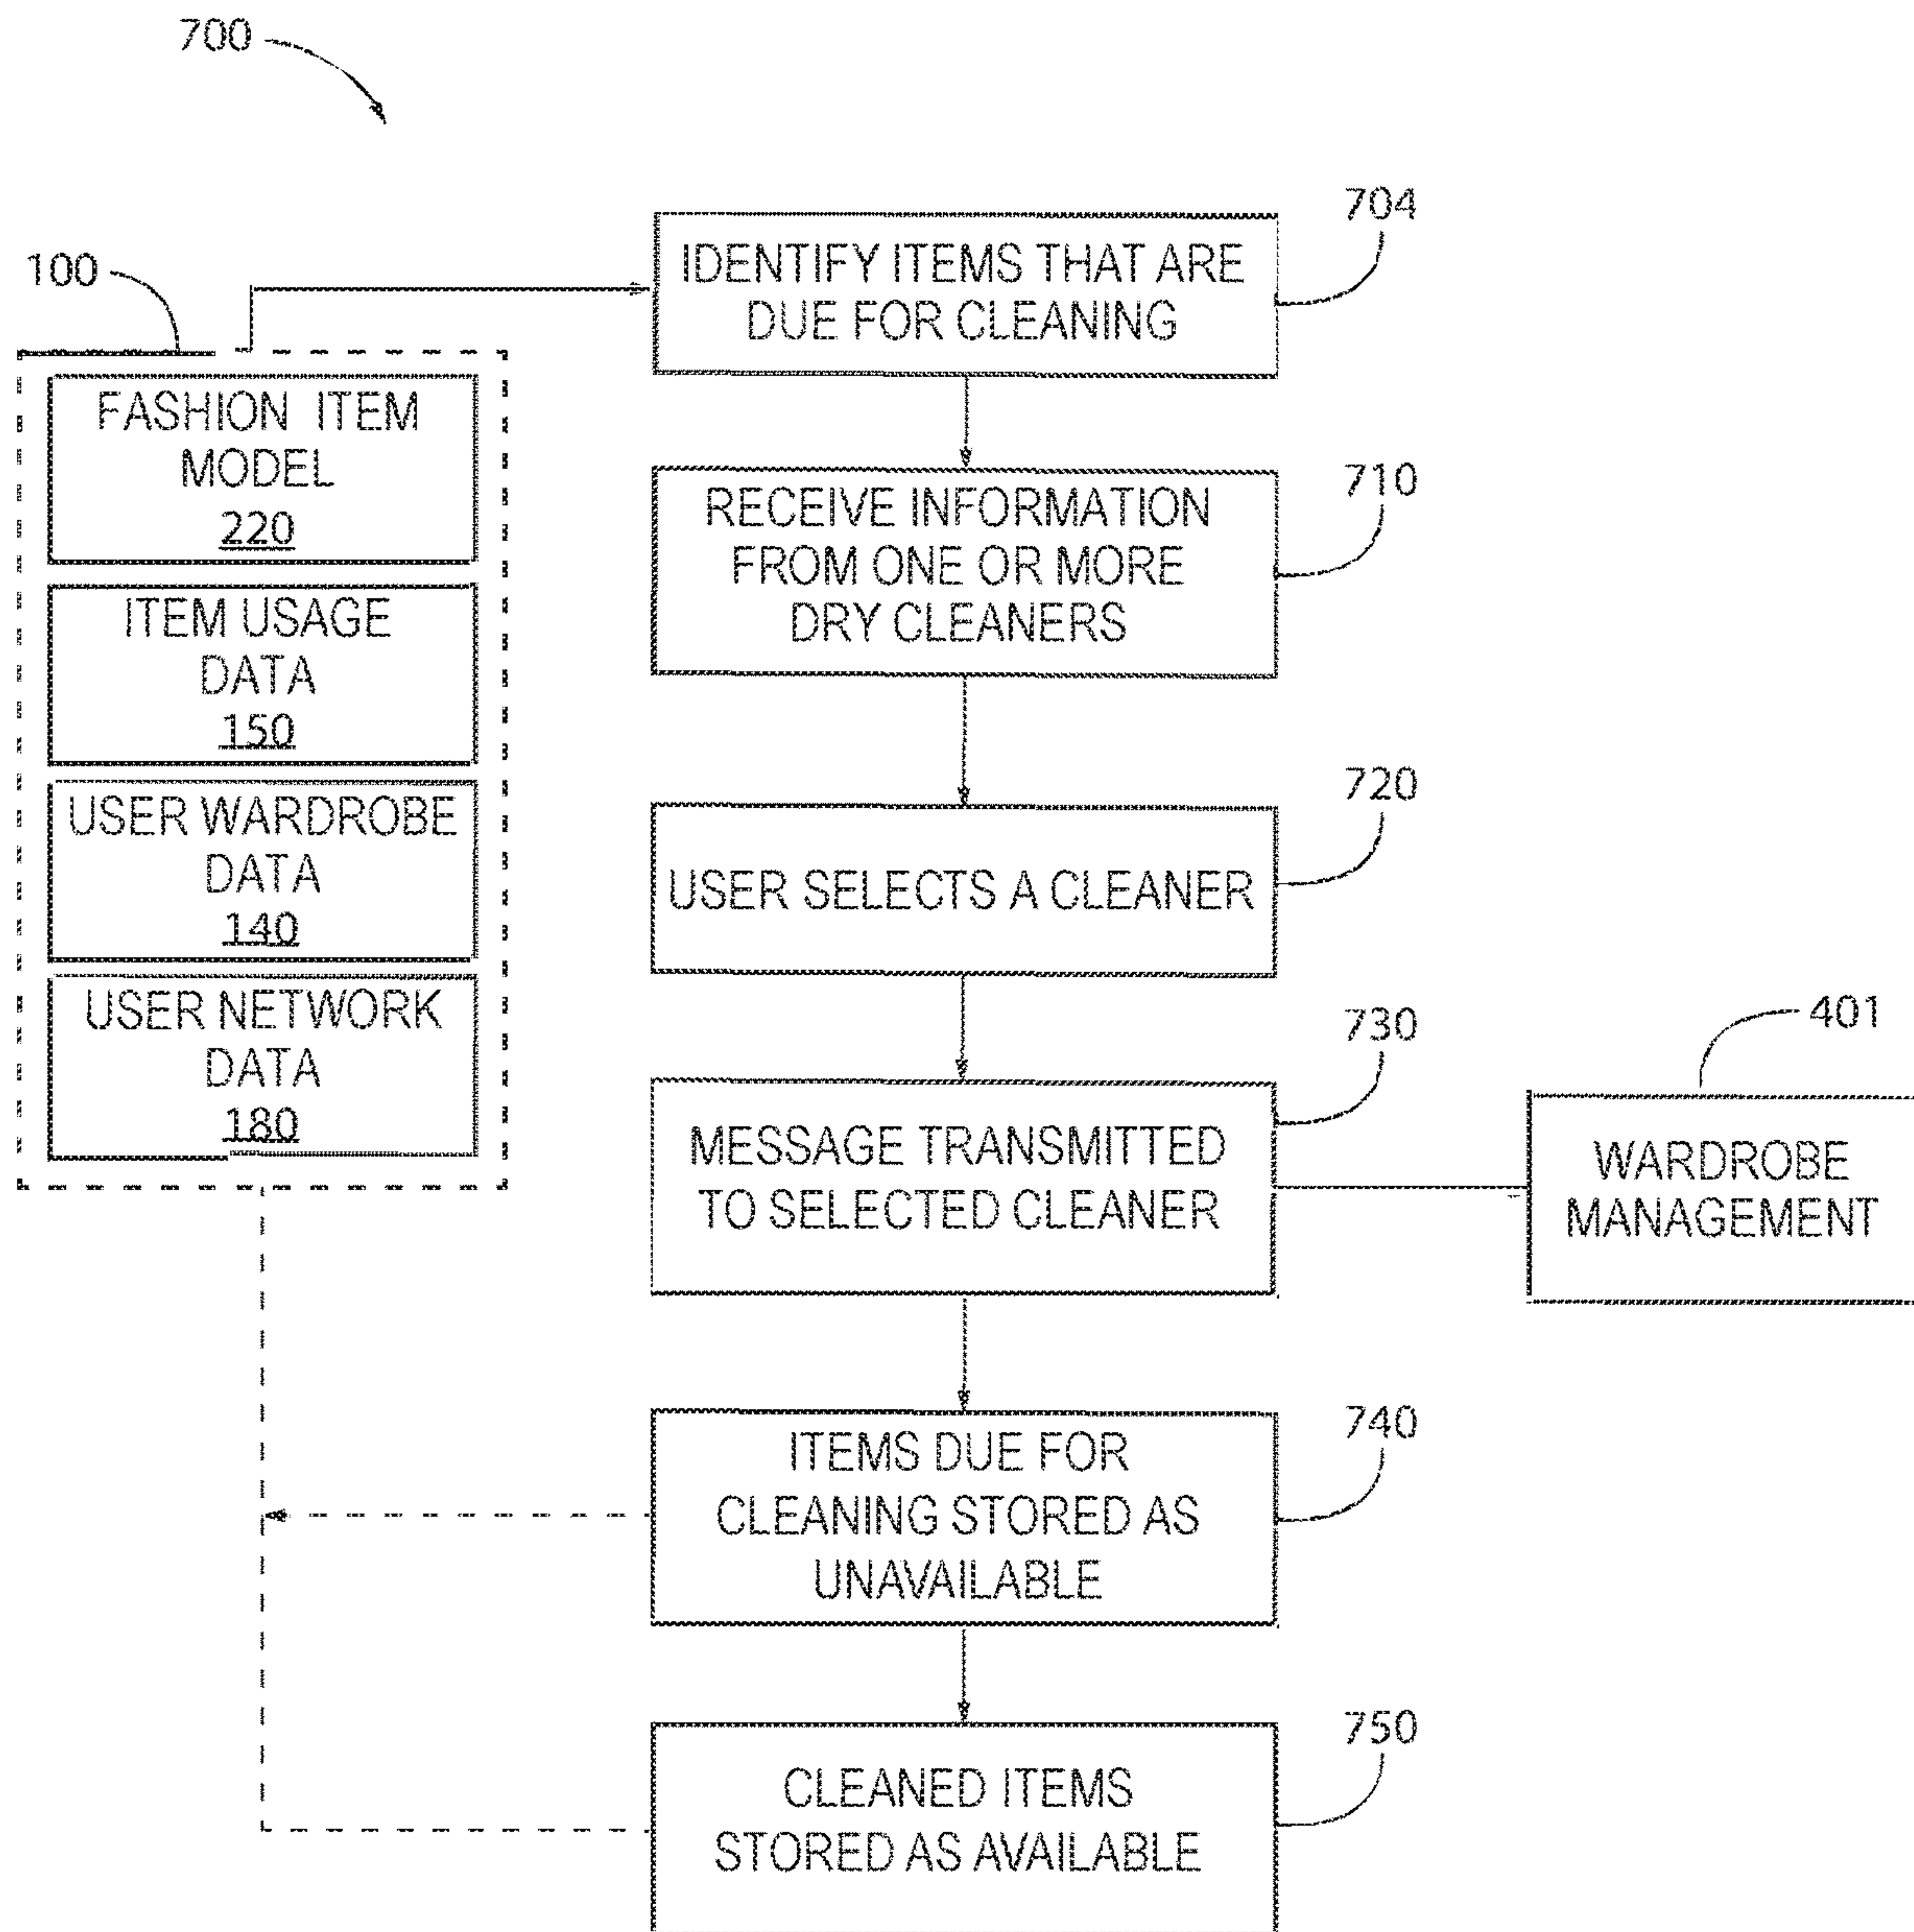 700
704
IDENTIFY ITEMS THAT ARE
DUE FOR CLEANING
100
FASHION ITEM
MODEL
220
ITEM USAGE
DATA
150
USER WARDROBE
DATA
140
USER NETWORK
DATA
180
710
RECEIVE INFORMATION
FROM ONE OR MORE
DRY CLEANERS
720
USER SELECTS A CLEANER
730
MESSAGE TRANSMITTED
TO SELECTED CLEANER
401
WARDROBE
MANAGEMENT
740
ITEMS DUE FOR
CLEANING STORED AS
UNAVAILABLE
750
CLEANED ITEMS
STORED AS AVAILABLE